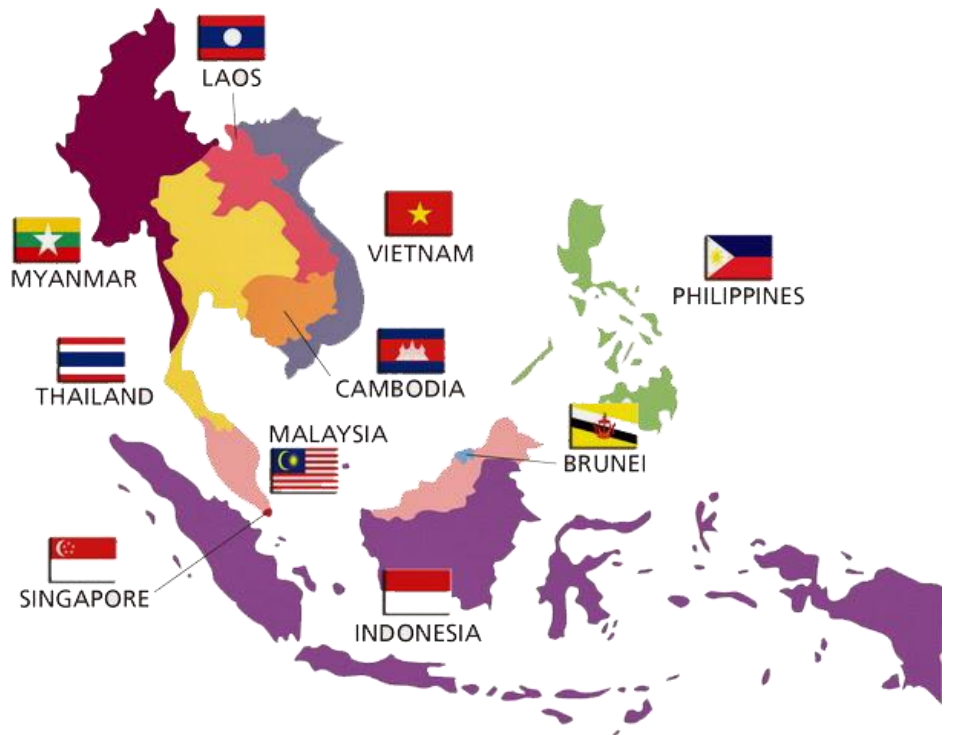 LAOS
VIETNAM
MYANMAR
PHILIPPINES
THAILAND
CAMBODIA
MALAYSIA
BRUNEI
SINGAPORE
INDONESIA